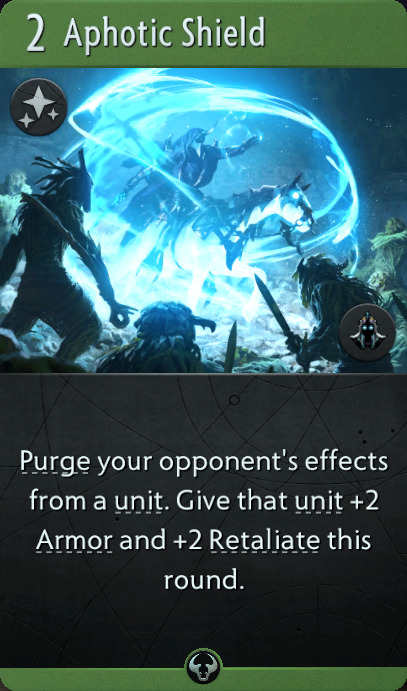 2 Aphotic Shield
Purge your opponent's effects
from a unit. Give that unit +2
Armor and +2 Retaliate this
round.